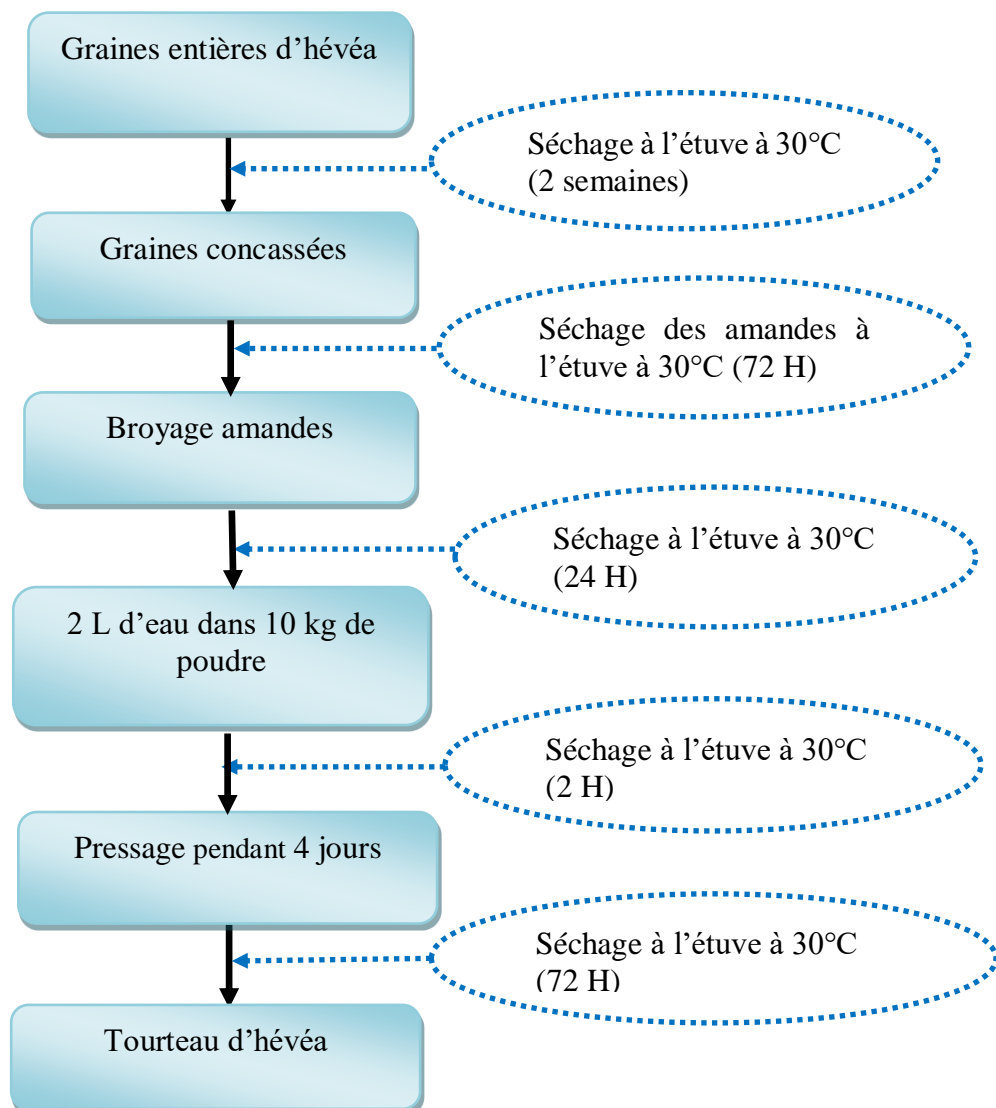 Graines entières d’hévéa
Séchage à l’étuve à 30°C
(2 semaines)
Graines concassées
Séchage des amandes à
l’étuve à 30°C (72 H)
Broyage amandes
Séchage à l’étuve à 30°C
(24 H)
2 L d’eau dans 10 kg de
poudre
Séchage à l’étuve à 30°C
(2 H)
Pressage pendant 4 jours
Séchage à l’étuve à 30°C
(72 H)
Tourteau d’hévéa